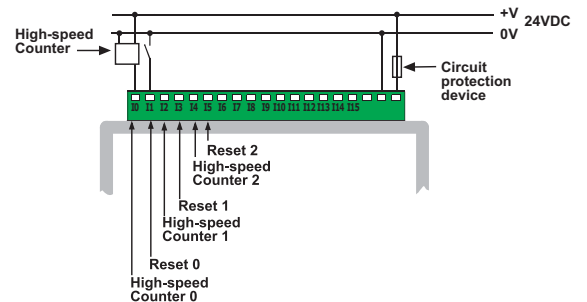 +V
24VDC
0V
High-speed
Counter
Circuit
protection
device
I0 I1 I2 I3 I4 I5 I6 I7 I8 I9 I10 I11 I12 I13 I14 I15
Reset 2
High-speed
Counter 2
Reset 1
High-speed
Counter 1
Reset 0
High-speed
Counter 0